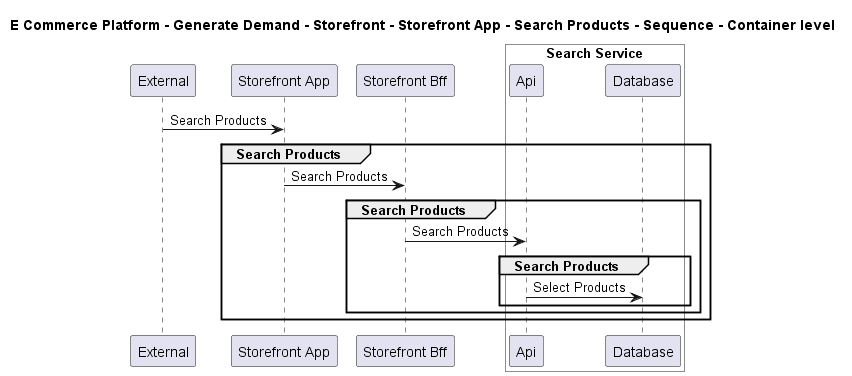 E Commerce Platform - Generate Demand - Storefront - Storefront App - Search Products - Sequence - Container level
Search Service
External
Storefront App
Storefront Bff
Api
Database
Search Products
Search Products
Search Products
Search Products
Search Products
Search Products
Select Products
External
Storefront App
Storefront Bff
Api
Database